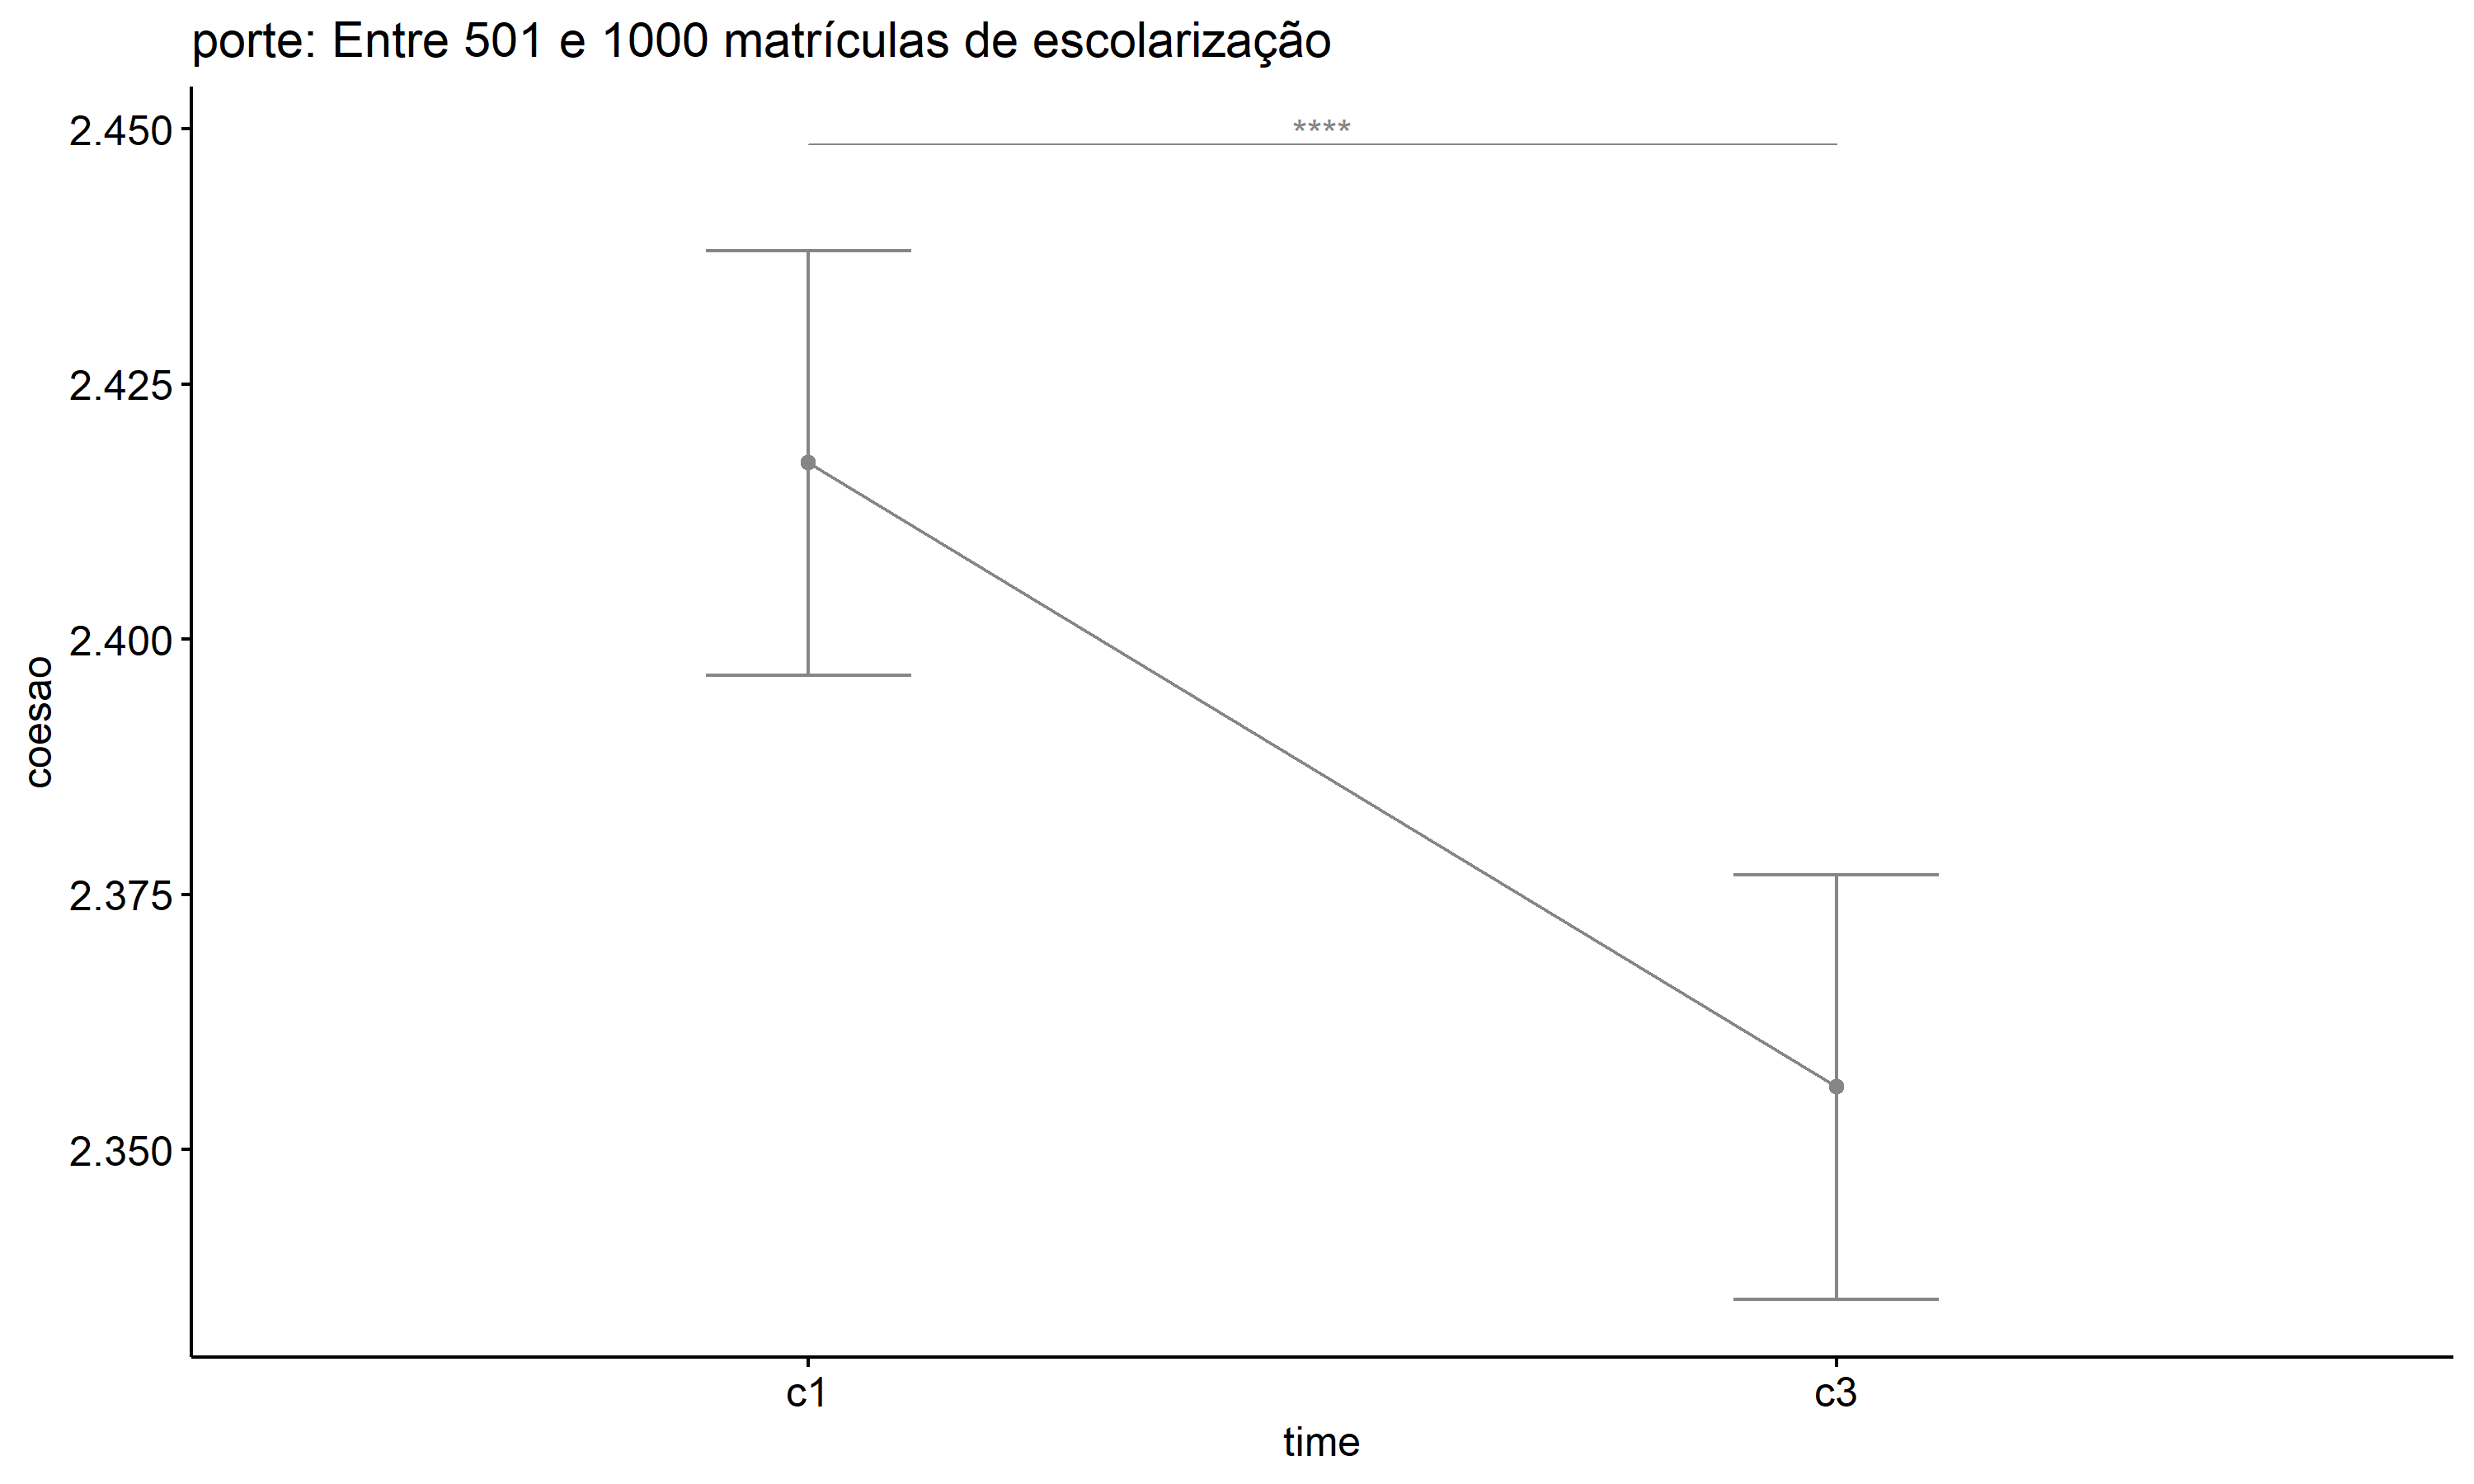 porte: Entre 501 e 1000 matrículas de escolarização
2.450
****
2.425
2.400
coesao
2.375
2.350
c1
c3
time